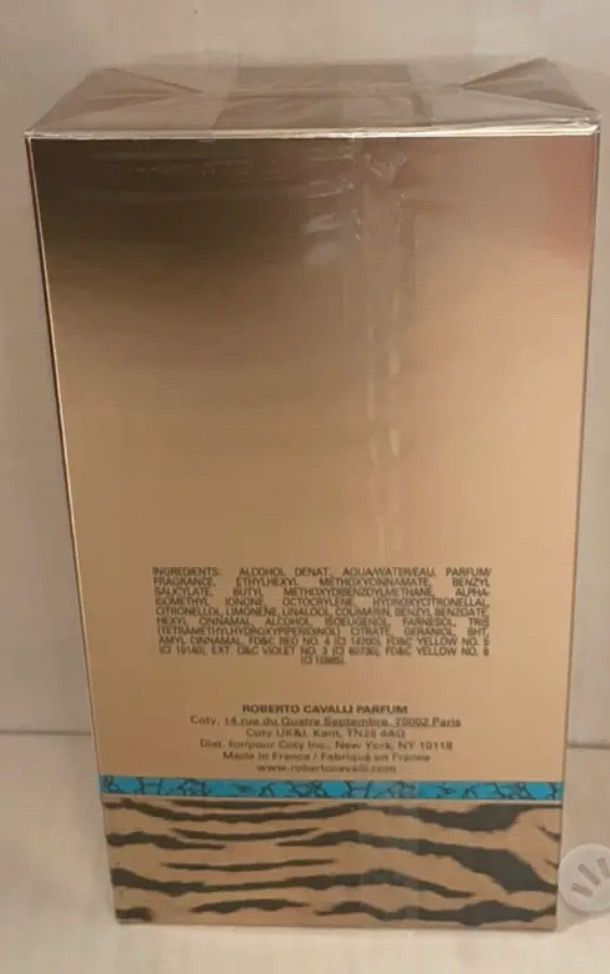 INGREDIENTS: ALCOHOL DENAT., AQUA/WATER/EAU, PARFUM/
FRAGRANCE, ETHYLHEXYL METHOXYCINNAMATE, BENZYL
SALICYLATE, BUTYL METHOXYDIBENZOYLMETHANE, ALPHA-
ISOMETHYL IONONE, OCTOCRYLENE, HYDROXYCITRONELLAL,
CITRONELLOL, LIMONENE, LINALOOL, COUMARIN, BENZYL BENZOATE,
HEXYL CINNAMAL, ALCOHOL, ISOEUGENOL, FARNESOL, TRIS
(TETRAMETHYLHYDROXYPIPERIDINOL) CITRATE, GERANIOL, BHT,
AMYL CINNAMAL, FD&C RED NO. 4 (CI 14700), FD&C YELLOW NO. 5
(CI 19140), EXT. D&C VIOLET NO. 2 (CI 60730), FD&C YELLOW NO. 6
(CI 15985).
ROBERTO CAVALLI PARFUM
Coty, 14 rue du Quatre Septembre, 75002 Paris
Coty UK&I, Kent, TN25 4AQ
Dist. for/pour Coty Inc., New York, NY 10118
Made in France / Fabriqué en France
www.robertocavalli.com